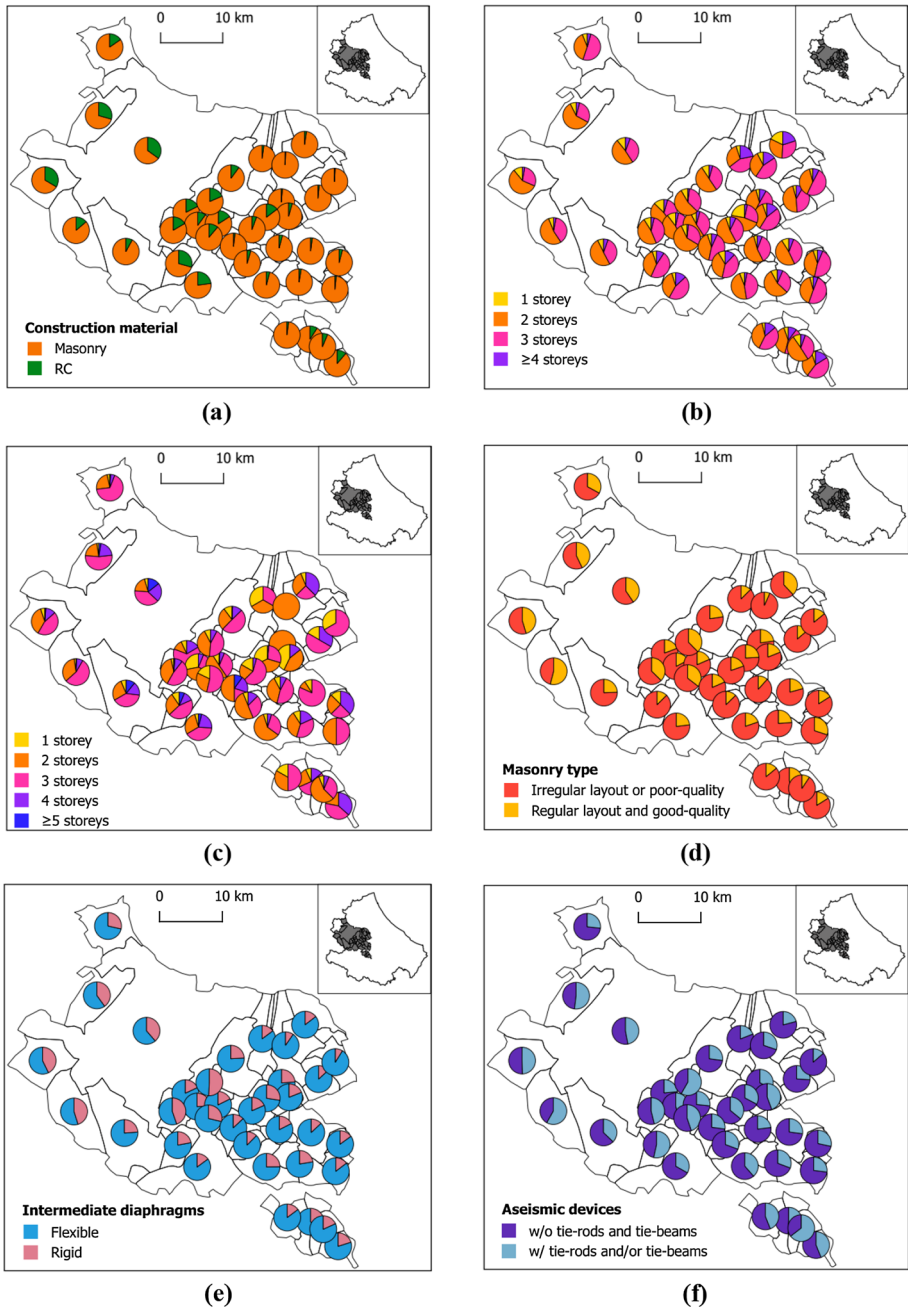 0 10 km
Construction material
Masonry
RC
(a)
0 10 km
1 storey
2 storeys
3 storeys
≥4 storeys
(b)
0 10 km
1 storey
2 storeys
3 storeys
4 storeys
≥5 storeys
(c)
0 10 km
Masonry type
Irregular layout or poor-quality
Regular layout and good-quality
(d)
0 10 km
Intermediate diaphragms
Flexible
Rigid
(e)
0 10 km
Aseismic devices
w/o tie-rods and tie-beams
w/ tie-rods and/or tie-beams
(f)